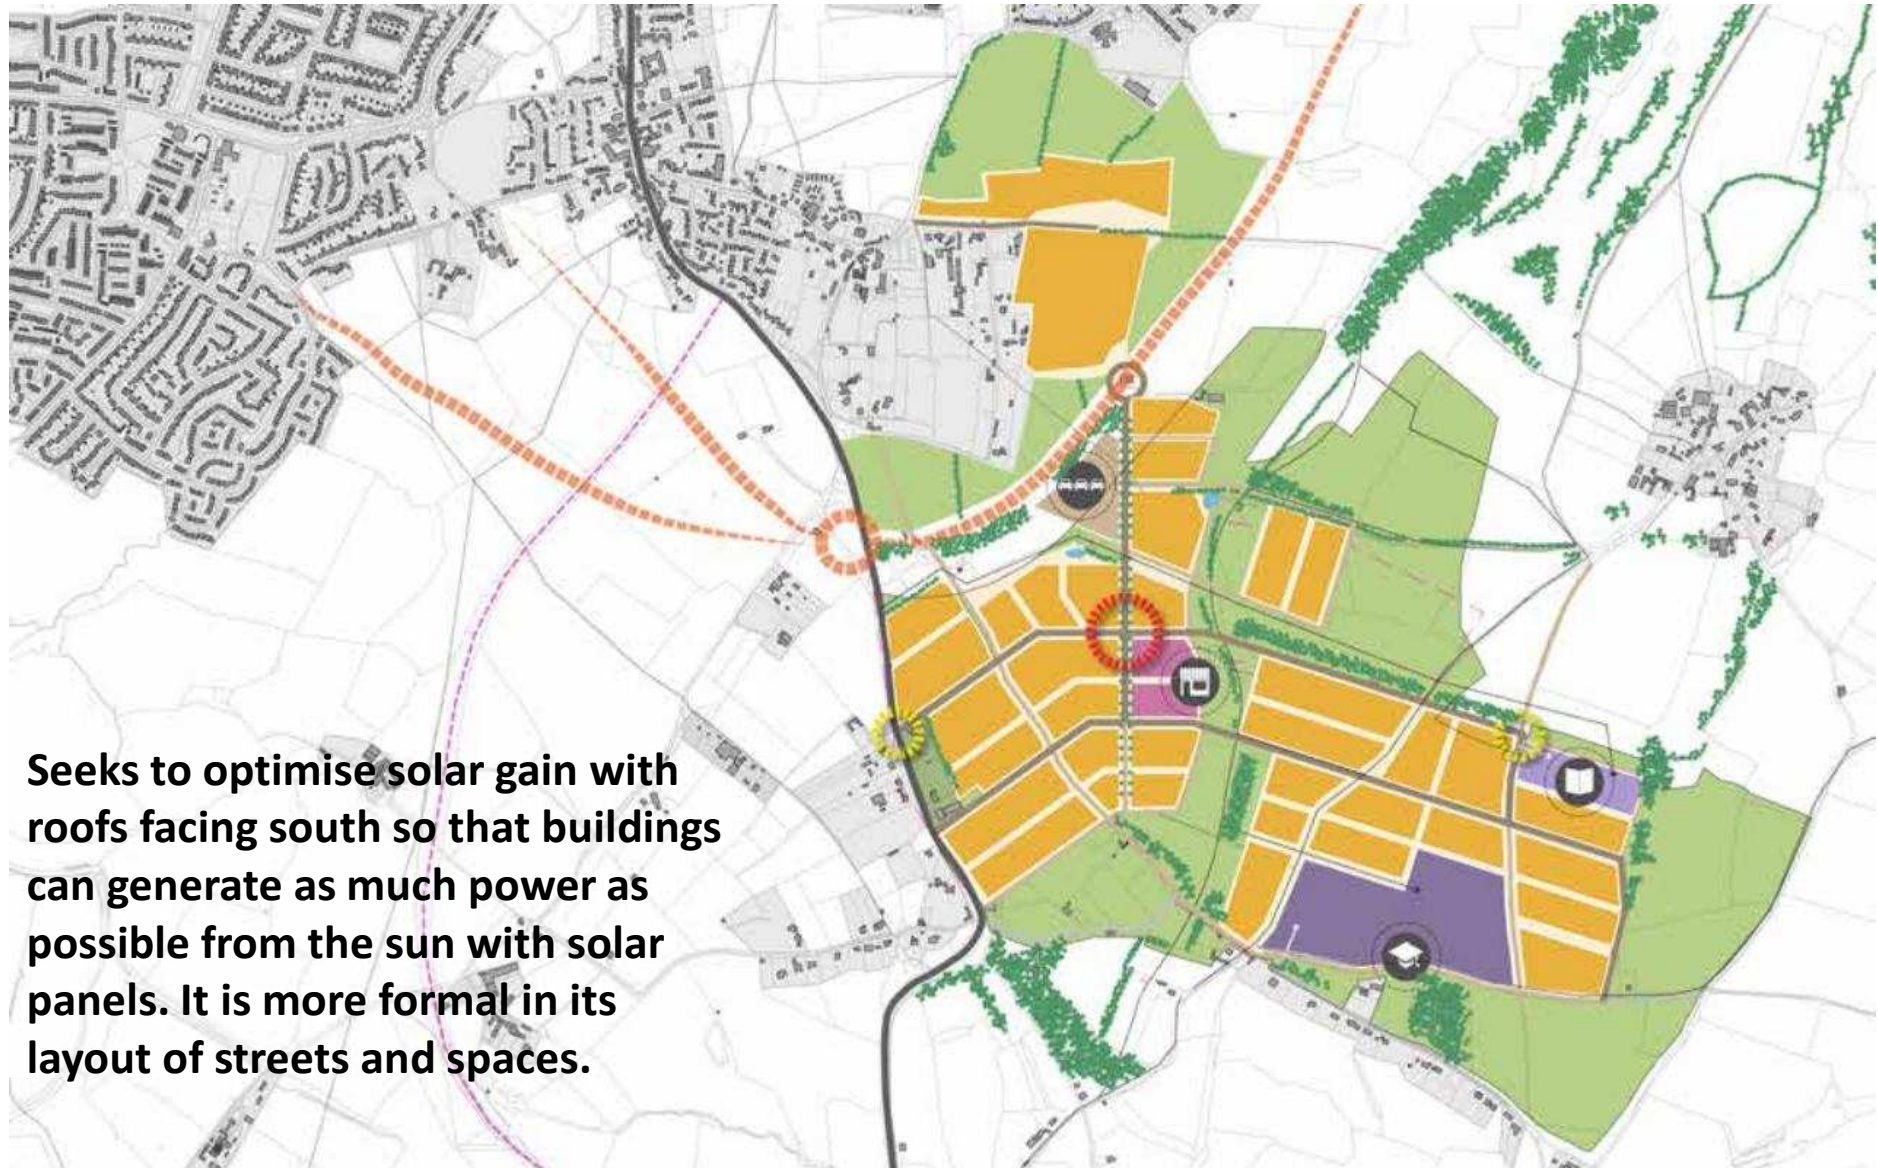 Seeks to optimise solar gain with
roofs facing south so that buildings
can generate as much power as
possible from the sun with solar
panels. It is more formal in its
layout of streets and spaces.